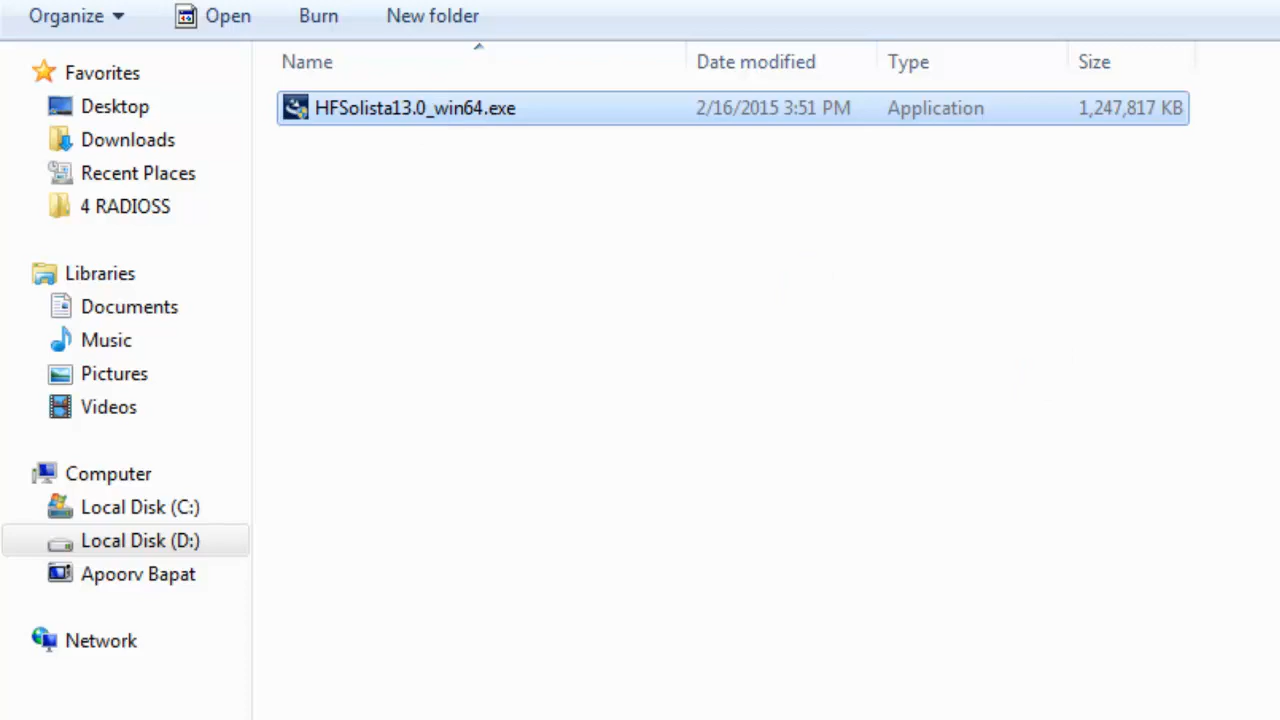 Organize Open Burn New folder
Name Date modified Type Size
HFSolista13.0_win64.exe 2/16/2015 3:51 PM Application 1,247,817 KB
Favorites
Desktop
Downloads
Recent Places
4 RADIOSS
Libraries
Documents
Music
Pictures
Videos
Computer
Local Disk (C:)
Local Disk (D:)
Apoorv Bapat
Network